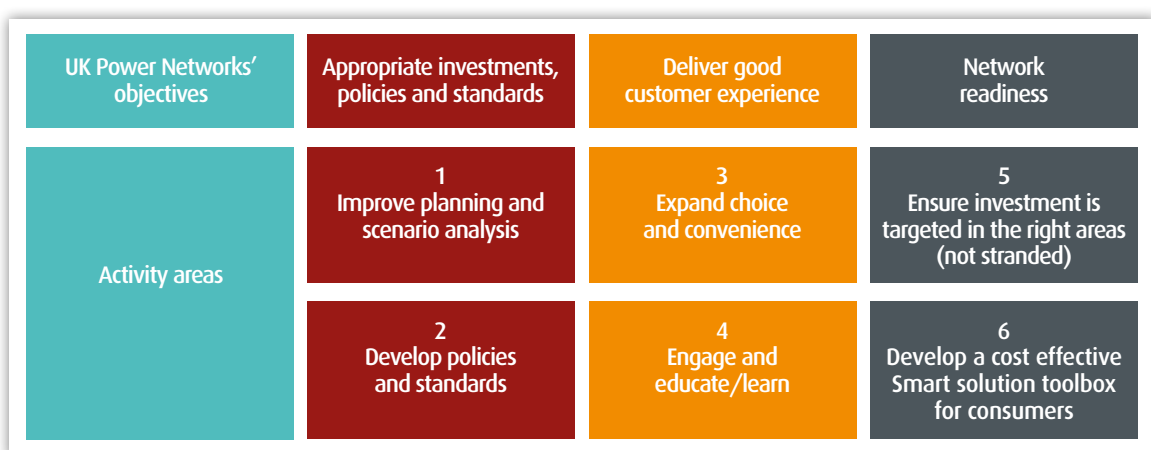 UK Power Networks’
objectives
Appropriate investments,
policies and standards
Deliver good
customer experience
Network
readiness
Activity areas
1
Improve planning and
scenario analysis
3
Expand choice
and convenience
5
Ensure investment is
targeted in the right areas
(not stranded)
2
Develop policies
and standards
4
Engage and
educate/learn
6
Develop a cost effective
Smart solution toolbox
for consumers